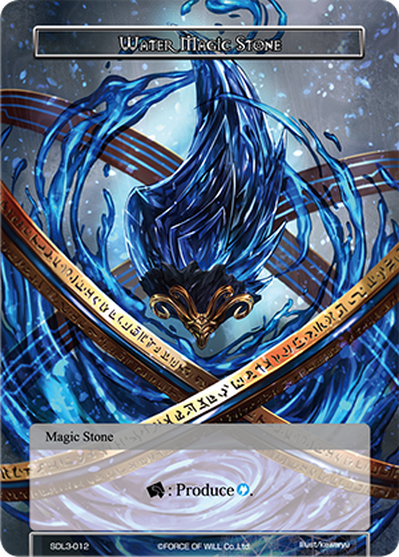 Water Magic Stone
Magic Stone
: Produce .
SDL3-012
©FORCE OF WILL Co.,Ltd.
Illust/kawaryu